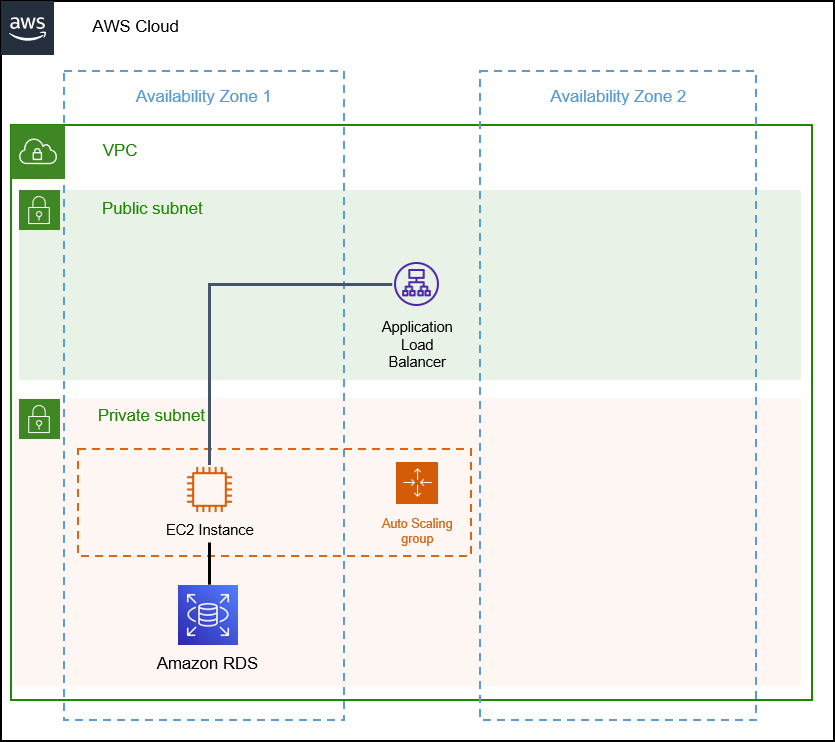 aws
AWS Cloud
Availability Zone 1
Availability Zone 2
VPC
Public subnet
Application
Load
Balancer
Private subnet
EC2 Instance
Auto Scaling
group
Amazon RDS